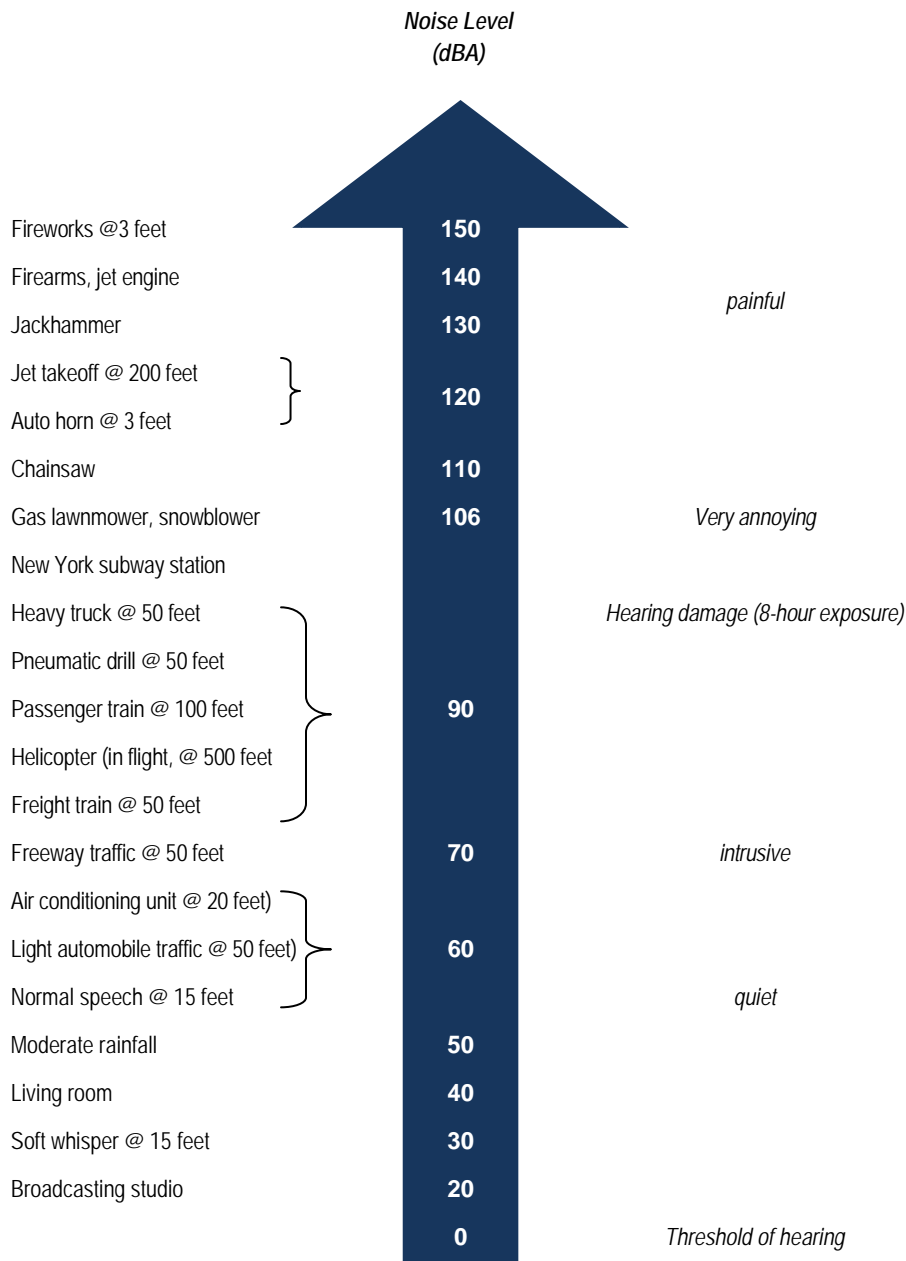 Noise Level
(dBA)
Fireworks @3 feet 150
Firearms, jet engine 140
painful
Jackhammer 130
Jet takeoff @ 200 feet
120
Auto horn @ 3 feet
Chainsaw 110
Gas lawnmower, snowblower 106 Very annoying
New York subway station
Heavy truck @ 50 feet Hearing damage (8-hour exposure)
Pneumatic drill @ 50 feet
Passenger train @ 100 feet 90
Helicopter (in flight, @ 500 feet
Freight train @ 50 feet
Freeway traffic @ 50 feet 70 intrusive
Air conditioning unit @ 20 feet)
Light automobile traffic @ 50 feet) 60
Normal speech @ 15 feet quiet
Moderate rainfall 50
Living room 40
Soft whisper @ 15 feet 30
Broadcasting studio 20
0 Threshold of hearing